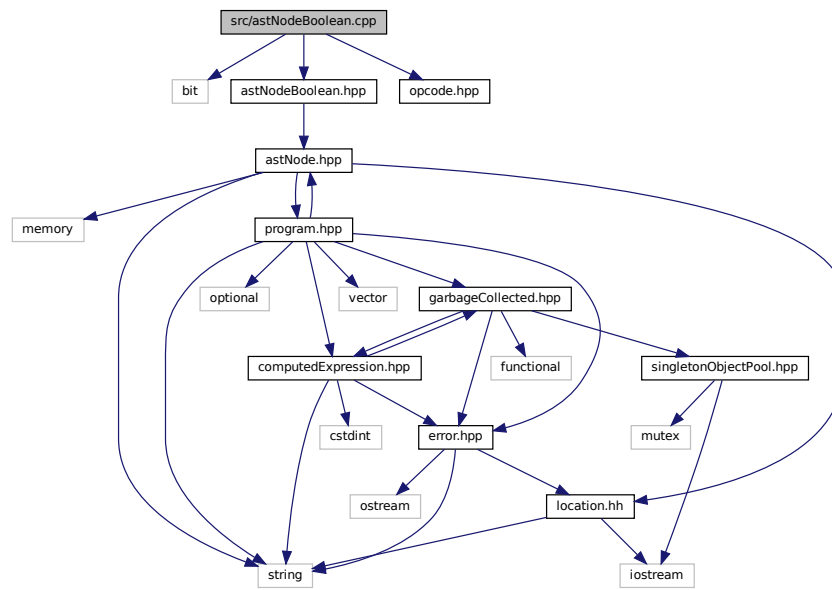 src/astNodeBoolean.cpp
bit
astNodeBoolean.hpp
opcode.hpp
astNode.hpp
memory
program.hpp
optional
vector
garbageCollected.hpp
computedExpression.hpp
functional
singletonObjectPool.hpp
cstdint
error.hpp
mutex
ostream
location.hh
string
iostream